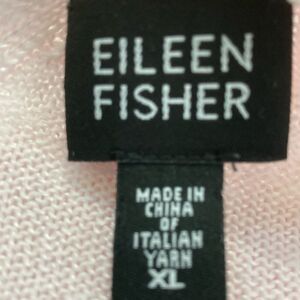 EILEEN
FISHER
MADE IN
CHINA
OF
ITALIAN
YARN
XL